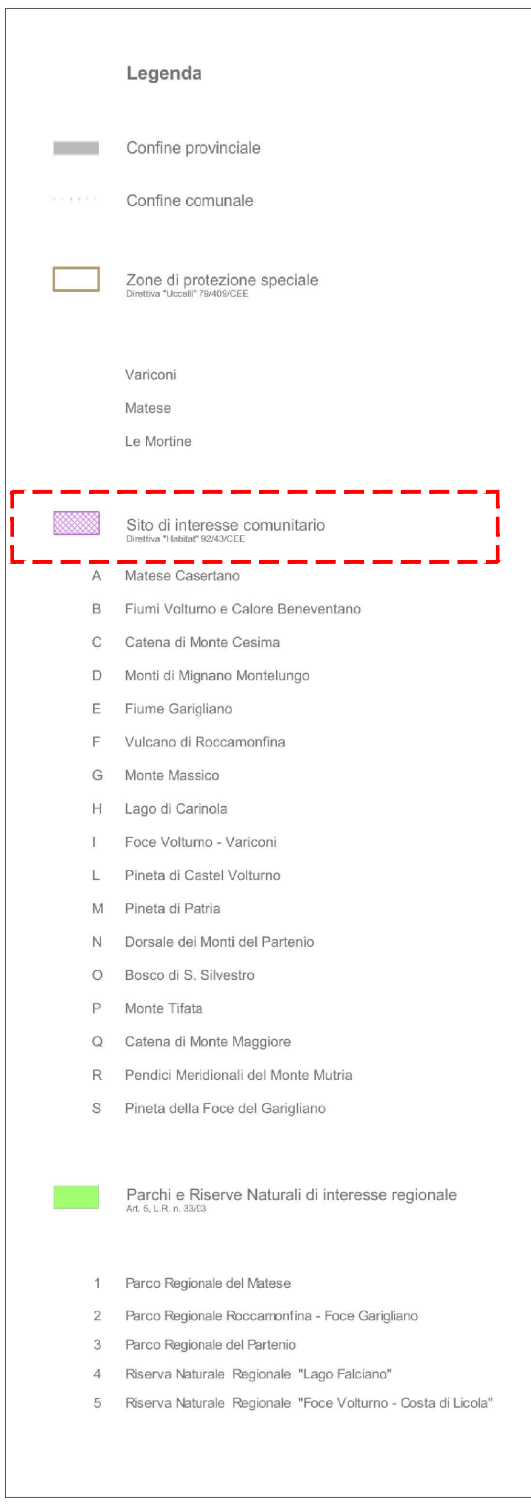 Legenda
Confine provinciale
Confine comunale
Zone di protezione speciale
Direttiva "Uccelli" 79/409/CEE
Variconi
Matese
Le Mortine
Sito di interesse comunitario
Direttiva "Habitat" 92/43/CEE
A Matese Casertano
B Fiumi Volturno e Calore Beneventano
C Catena di Monte Cesima
D Monti di Mignano Montelungo
E Fiume Garigliano
F Vulcano di Roccamonfina
G Monte Massico
H Lago di Carinola
I Foce Volturno - Variconi
L Pineta di Castel Volturno
M Pineta di Patria
N Dorsale dei Monti del Partenio
O Bosco di S. Silvestro
P Monte Tifata
Q Catena di Monte Maggiore
R Pendici Meridionali del Monte Mutria
S Pineta della Foce del Garigliano
Parchi e Riserve Naturali di interesse regionale
Art. 5, L.R. n. 33/93
1 Parco Regionale del Matese
2 Parco Regionale Roccamonfina - Foce Garigliano
3 Parco Regionale del Partenio
4 Riserva Naturale Regionale "Lago Falciano"
5 Riserva Naturale Regionale "Foce Volturno - Costa di Licola"